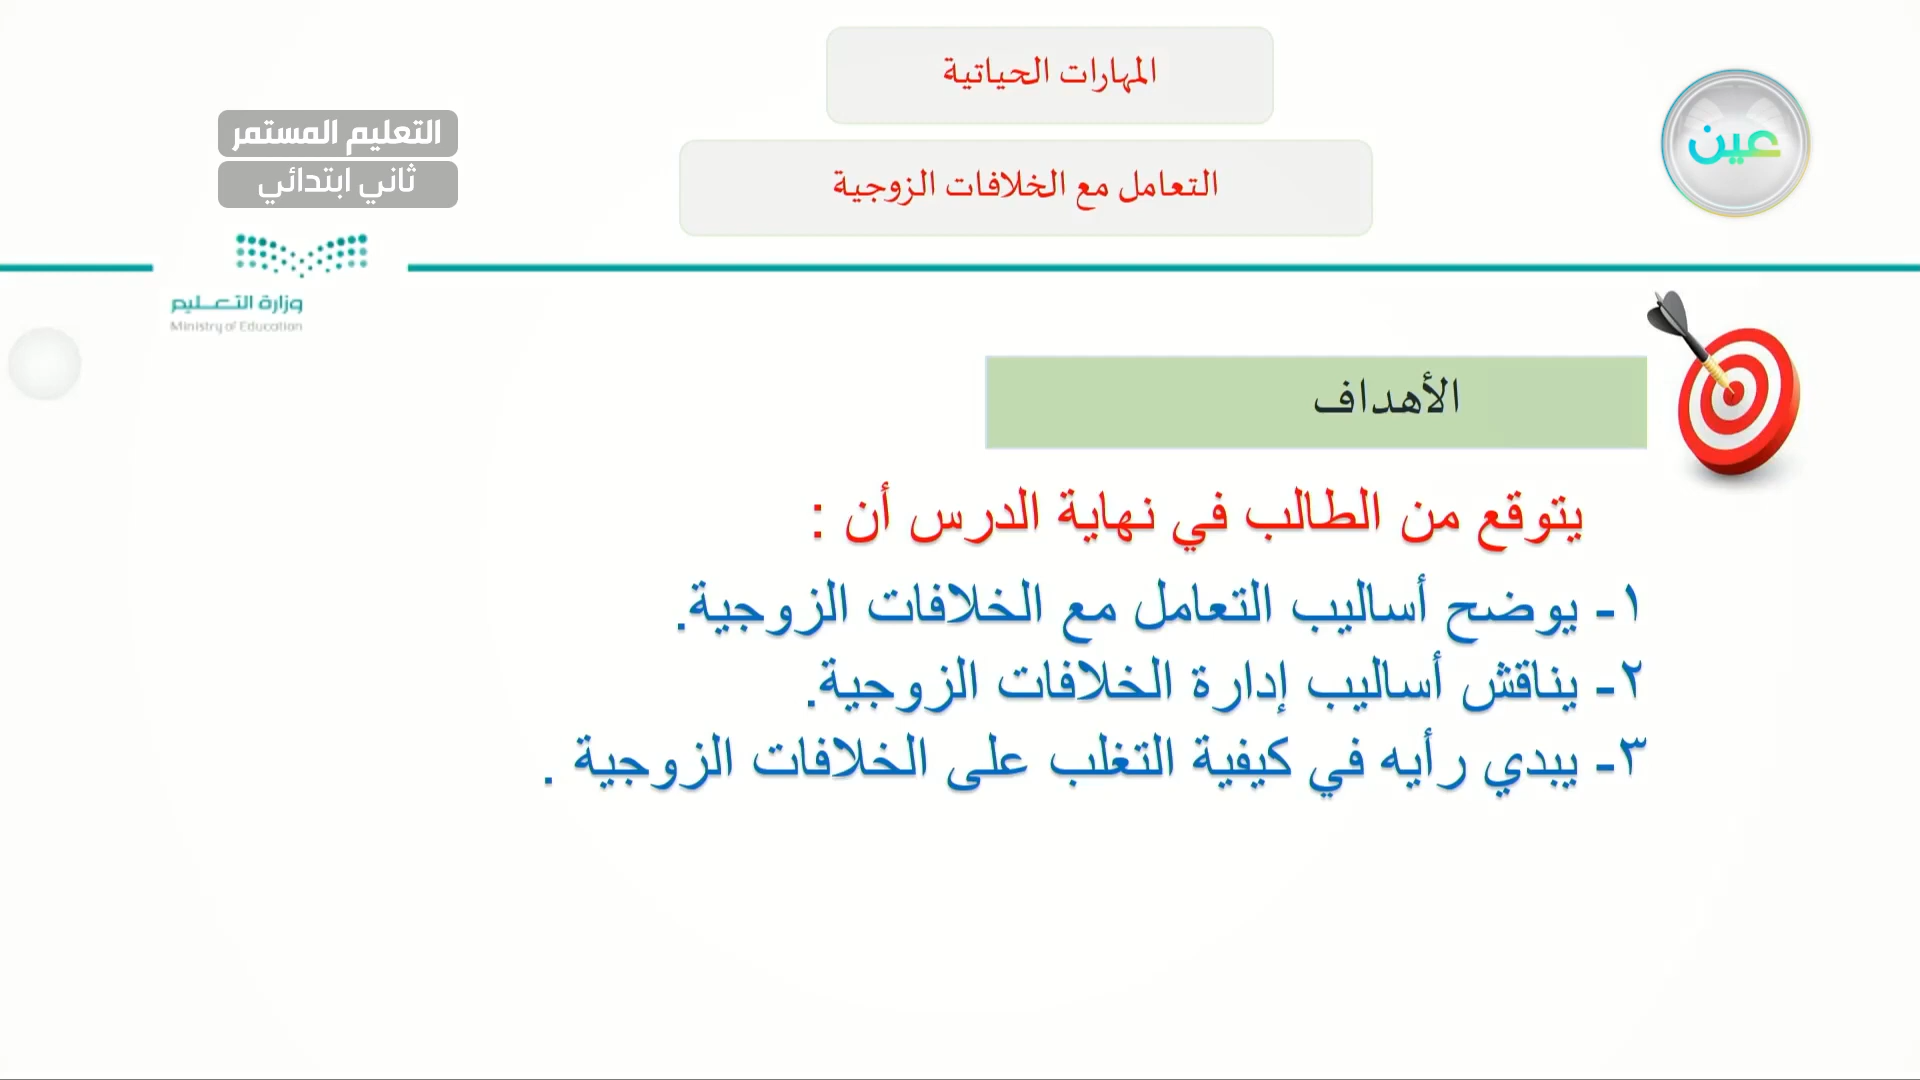 المهارات الحياتية
التعليم المستمر
ثاني ابتدائي
عين
التعامل مع الخلافات الزوجية
وزارة التعليم
Ministry of Education
الأهداف
يتوقع من الطالب في نهاية الدرس أن :
١- يوضح أساليب التعامل مع الخلافات الزوجية.
٢- يناقش أساليب إدارة الخلافات الزوجية.
٣- يبدي رأيه في كيفية التغلب على الخلافات الزوجية .